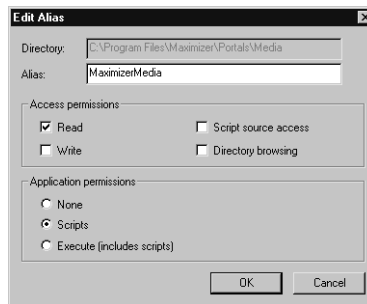 Edit Alias
Directory: C:\Program Files\Maximizer\Portals\Media
Alias: MaximizerMedia
Access permissions
Read
Script source access
Write
Directory browsing
Application permissions
None
Scripts
Execute (includes scripts)
OK
Cancel